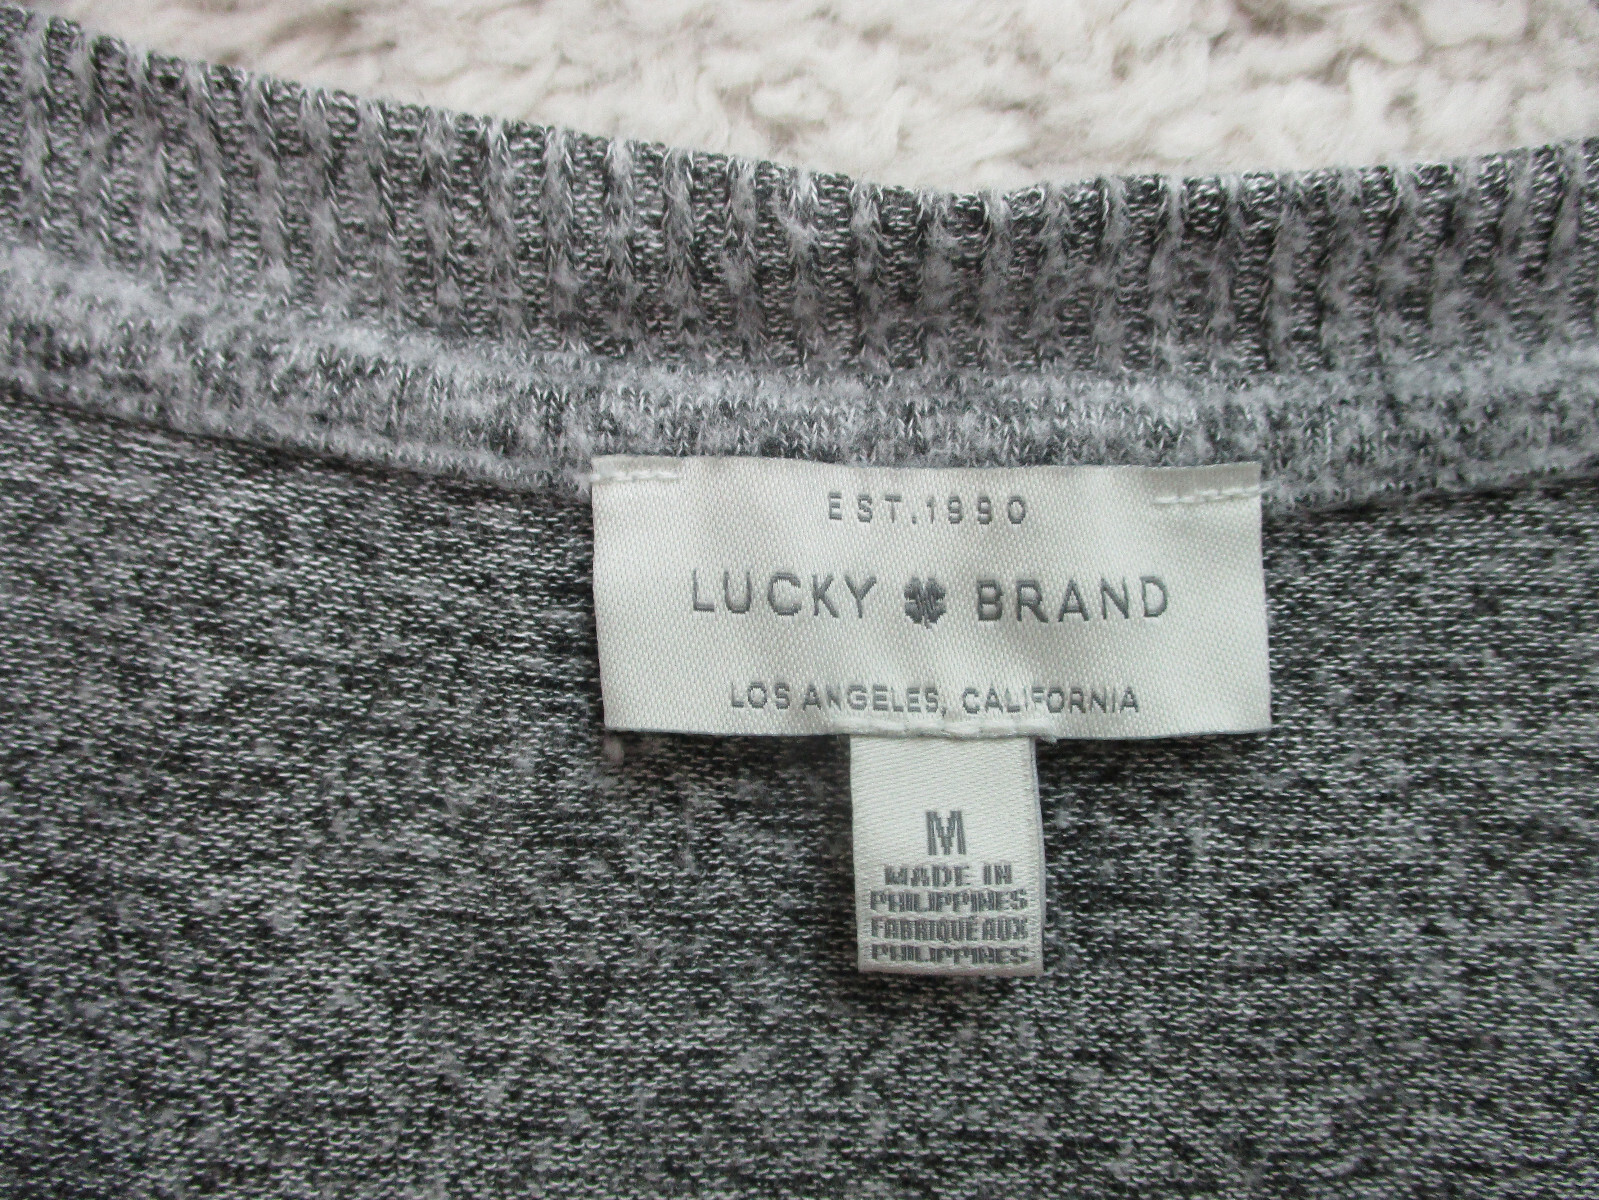 EST.1990
LUCKY BRAND
LOS ANGELES, CALIFORNIA
M
MADE IN
PHILIPPINES
FABRIQUÉ AUX
PHILIPPINES